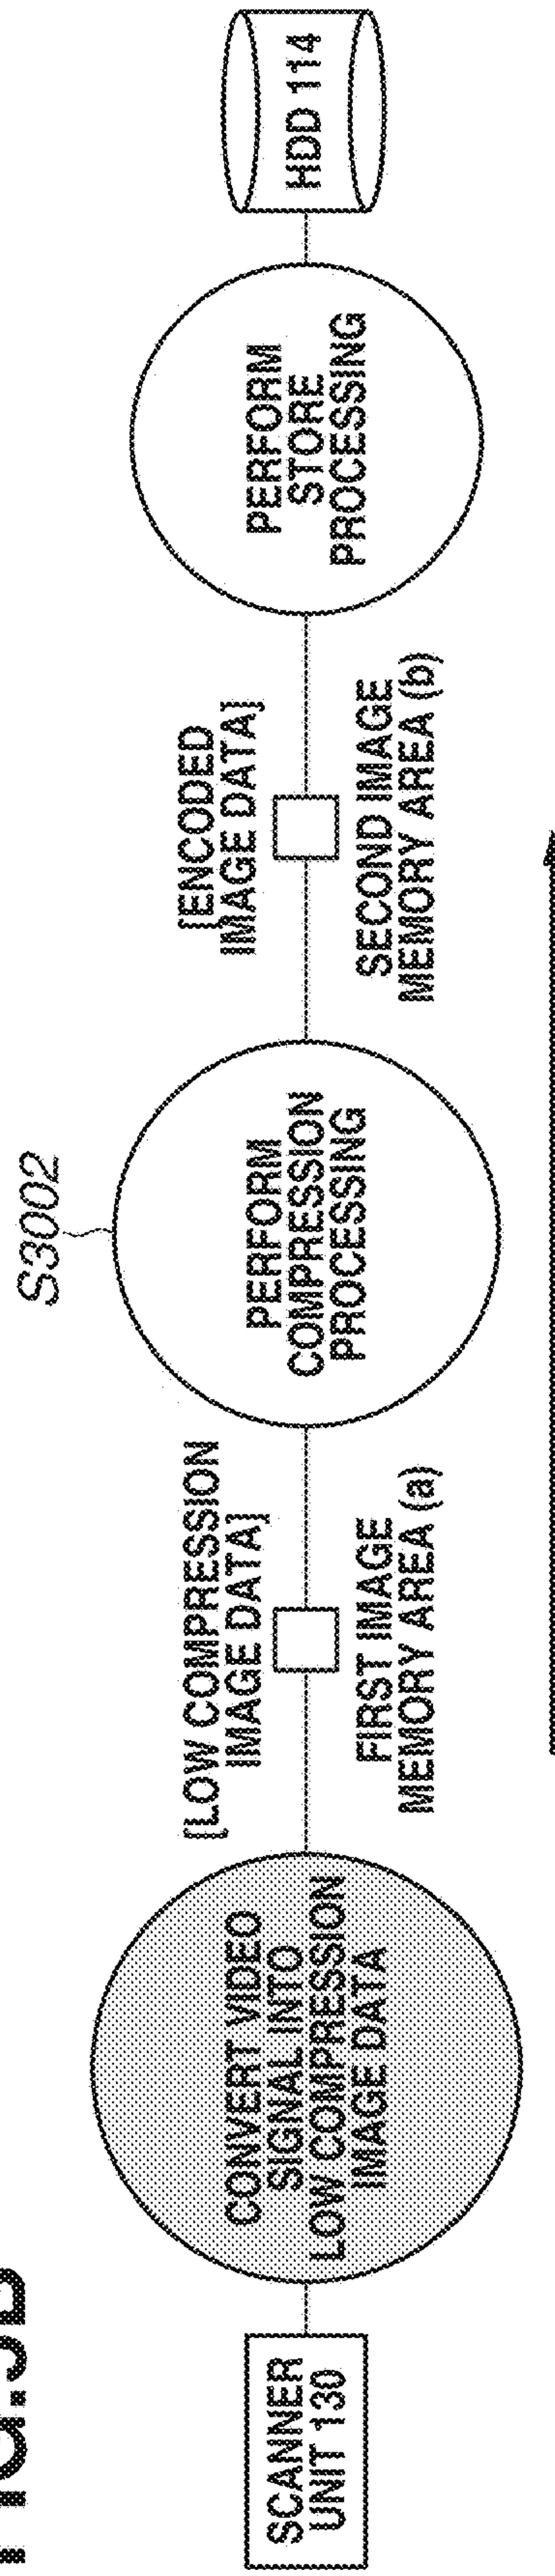 S3002
SCANNER
UNIT 130
CONVERT VIDEO
SIGNAL INTO
LOW COMPRESSION
IMAGE DATA
[LOW COMPRESSION
IMAGE DATA]
FIRST IMAGE
MEMORY AREA (a)
PERFORM
COMPRESSION
PROCESSING
[ENCODED
IMAGE DATA]
SECOND IMAGE
MEMORY AREA (b)
PERFORM
STORE
PROCESSING
HDD 114